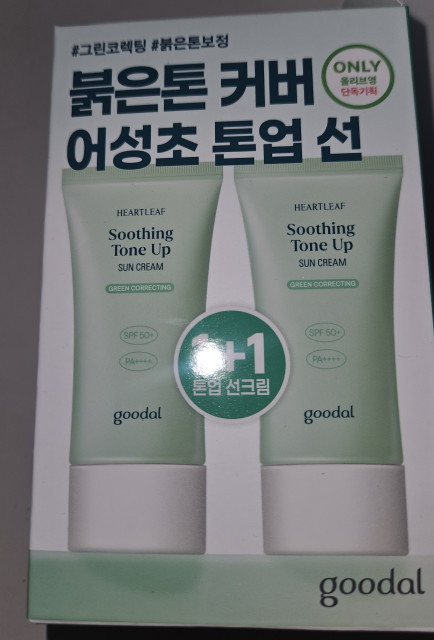 #그린코렉팅 #붉은톤보정
붉은톤 커버
어성초 톤업 선
ONLY
올리브영
단독기획
HEARTLEAF
Soothing
Tone Up
SUN CREAM
GREEN CORRECTING
SPF 50+
PA++++
goodal
HEARTLEAF
Soothing
Tone Up
SUN CREAM
GREEN CORRECTING
SPF 50+
PA++++
goodal
1+1
톤업 선크림
goodal